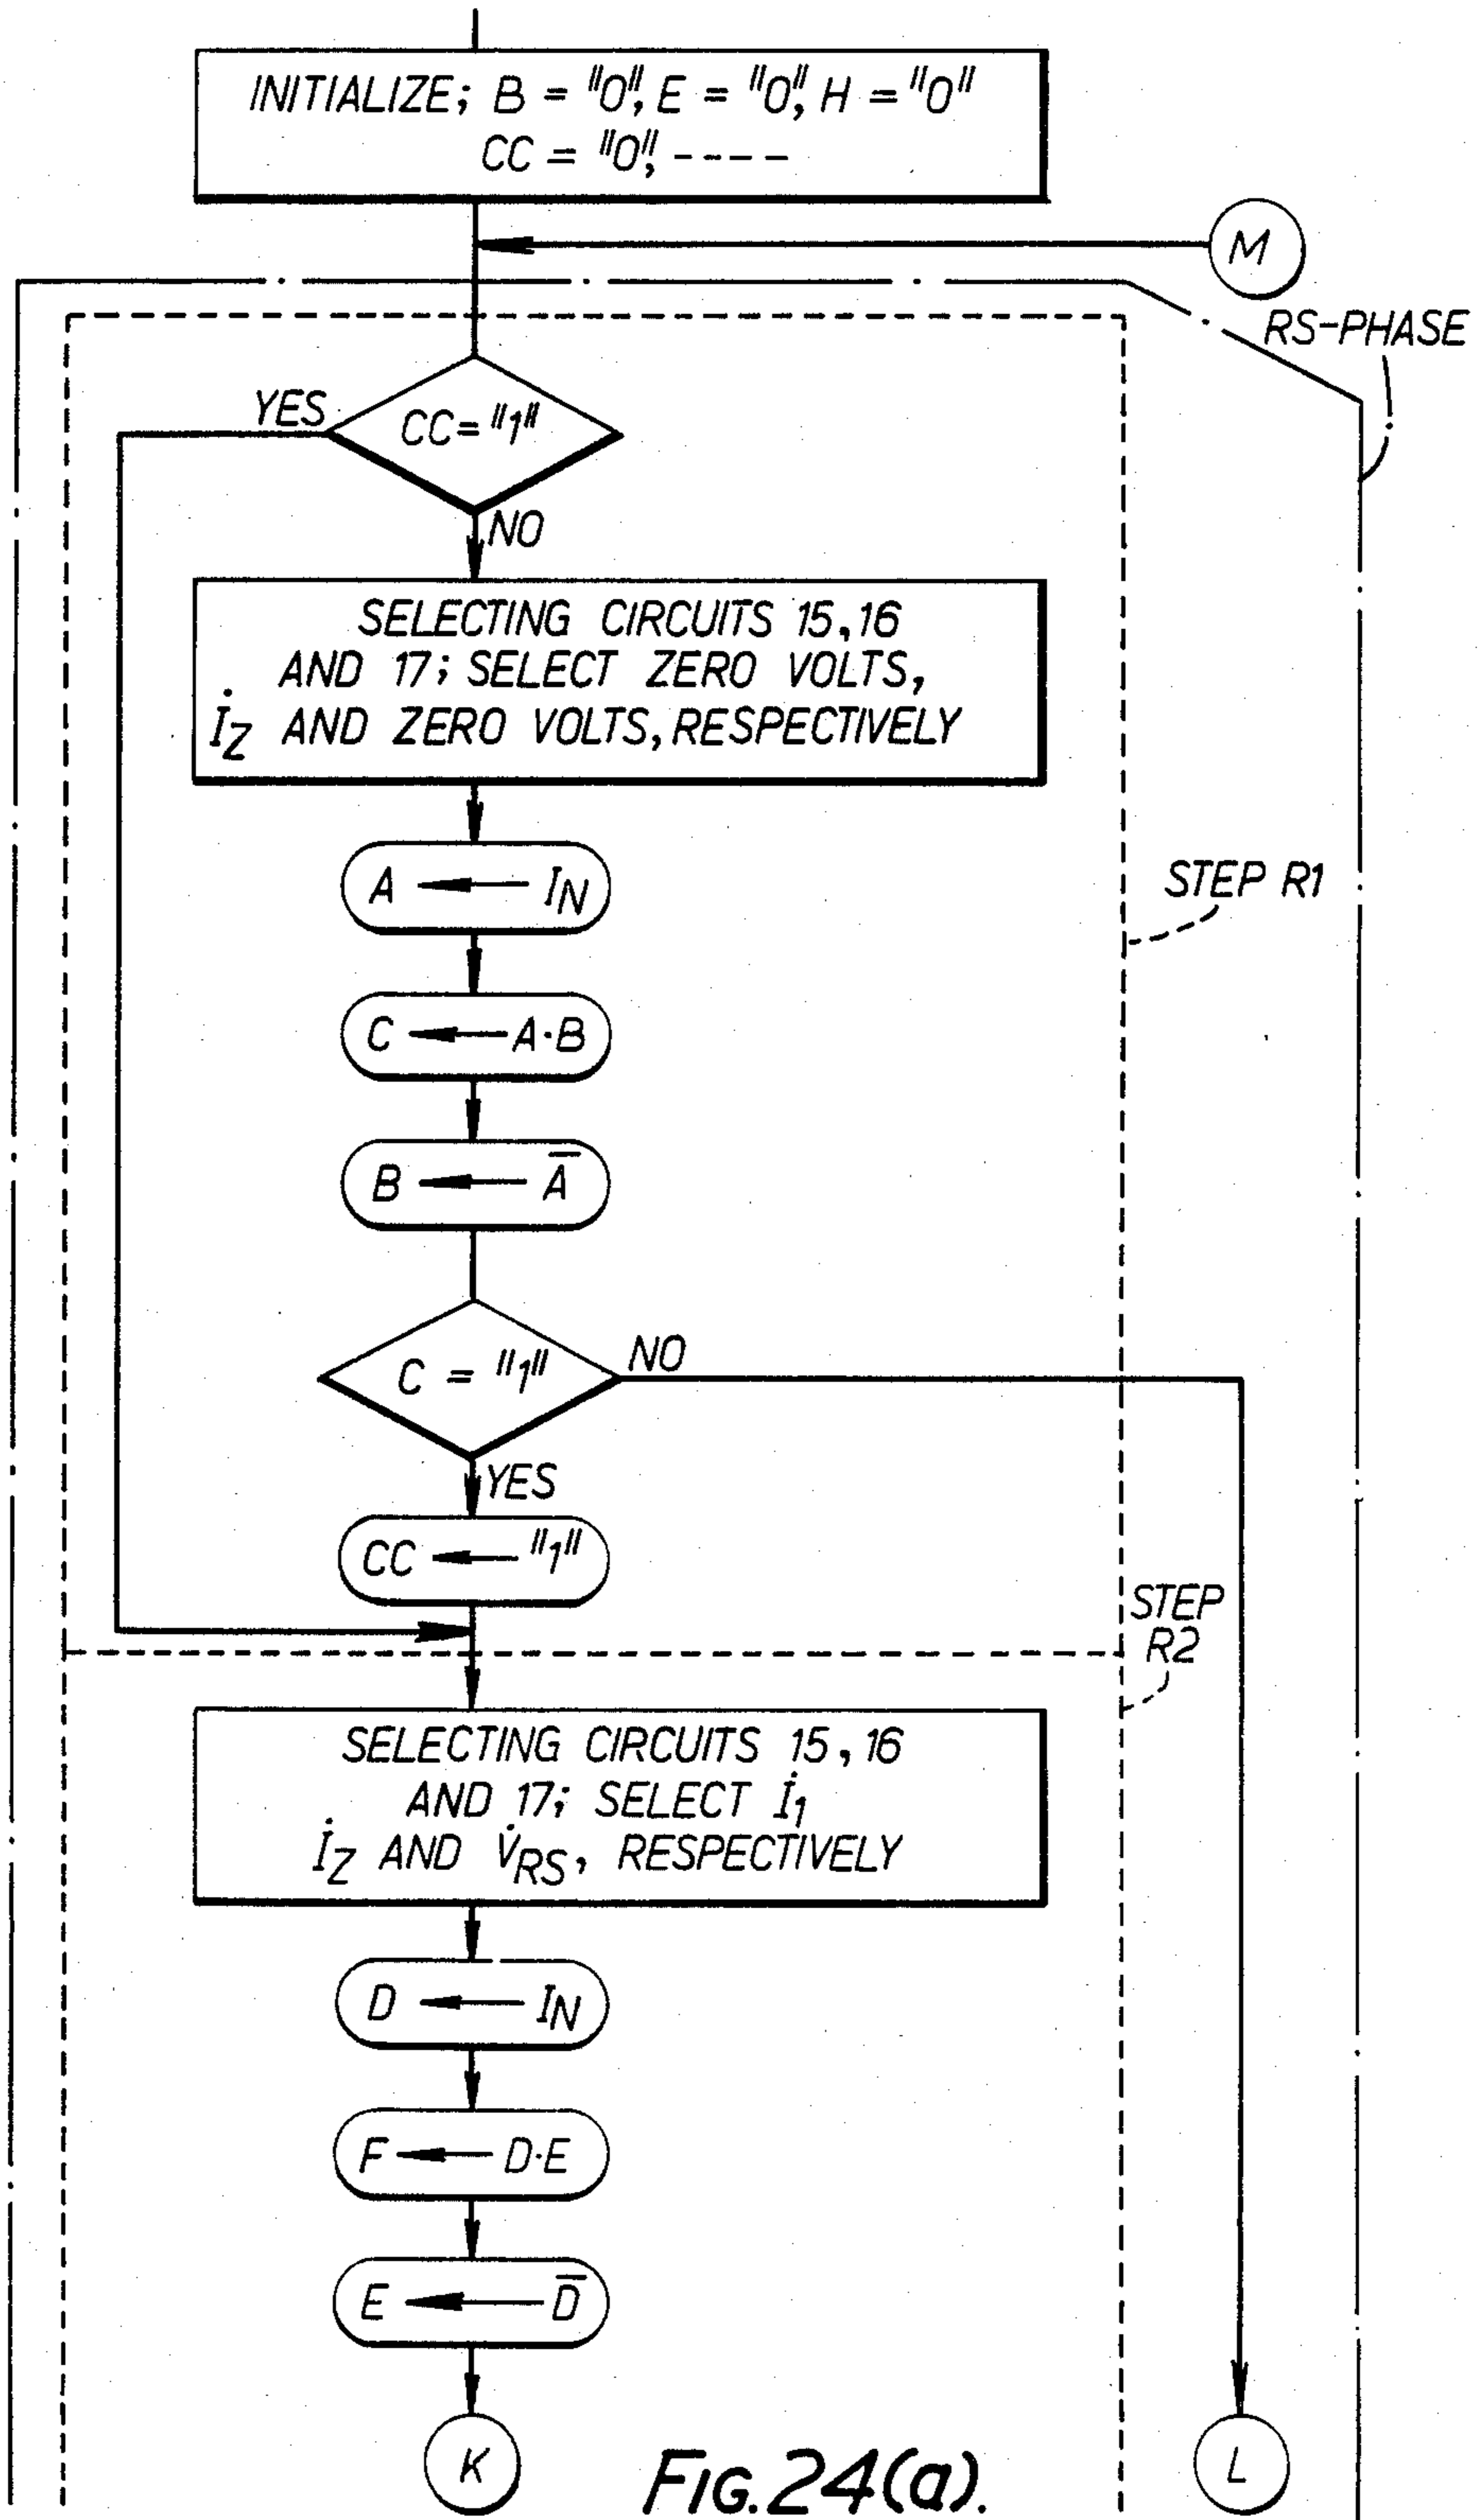 INITIALIZE; B = "0", E = "0", H = "0"
CC = "0", ----
M
RS-PHASE
YES
CC="1"
NO
SELECTING CIRCUITS 15,16
AND 17; SELECT ZERO VOLTS,
İZ AND ZERO VOLTS, RESPECTIVELY
A ← IN
STEP R1
C ← A·B
B ← A̅
C = "1"
NO
YES
CC ← "1"
STEP
R2
SELECTING CIRCUITS 15,16
AND 17; SELECT İ1
İZ AND V̇RS, RESPECTIVELY
D ← IN
F ← D·E
E ← D̅
K
L
FIG.24(a).